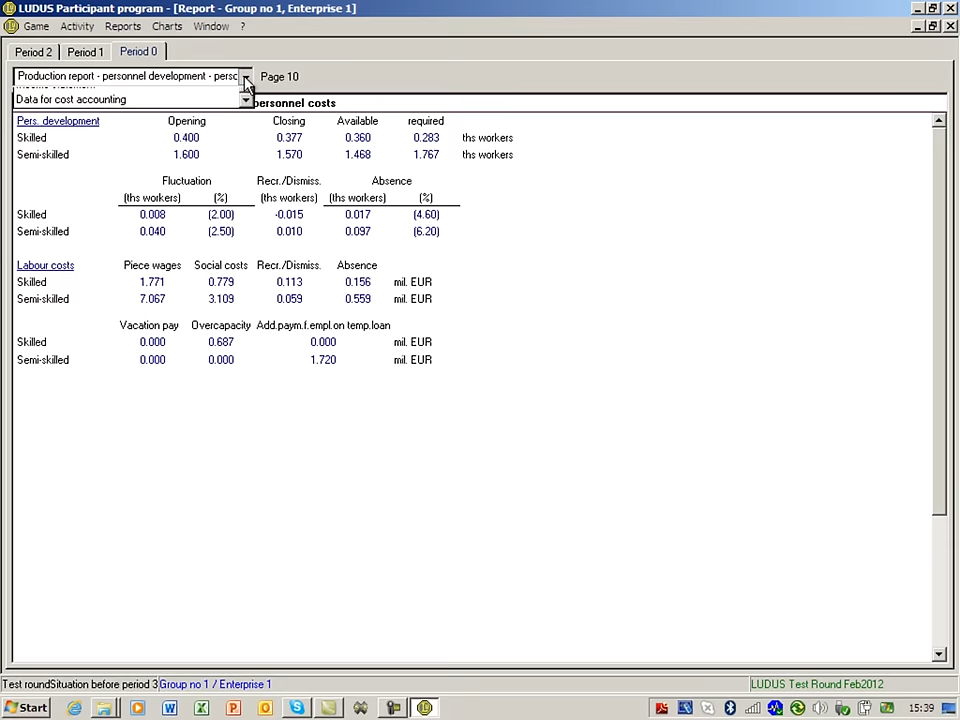 LUDUS Participant program - [Report - Group no 1, Enterprise 1]
Game Activity Reports Charts Window ?
Period 2 Period 1 Period 0
Production report - personnel development - perso Page 10
Data for cost accounting personnel costs
Pers. development Opening Closing Available required
Skilled 0.400 0.377 0.360 0.283 ths workers
Semi-skilled 1.600 1.570 1.468 1.767 ths workers
Fluctuation Recr./Dismiss. Absence
(ths workers) (%) (ths workers) (ths workers) (%)
Skilled 0.008 (2.00) -0.015 0.017 (4.60)
Semi-skilled 0.040 (2.50) 0.010 0.097 (6.20)
Labour costs Piece wages Social costs Recr./Dismiss. Absence
Skilled 1.771 0.779 0.113 0.156 mil. EUR
Semi-skilled 7.067 3.109 0.059 0.559 mil. EUR
Vacation pay Overcapacity Add.paym.f.empl.on temp.loan
Skilled 0.000 0.687 0.000 mil. EUR
Semi-skilled 0.000 0.000 1.720 mil. EUR
Test roundSituation before period 3 Group no 1 / Enterprise 1 LUDUS Test Round Feb2012
Start 15:39